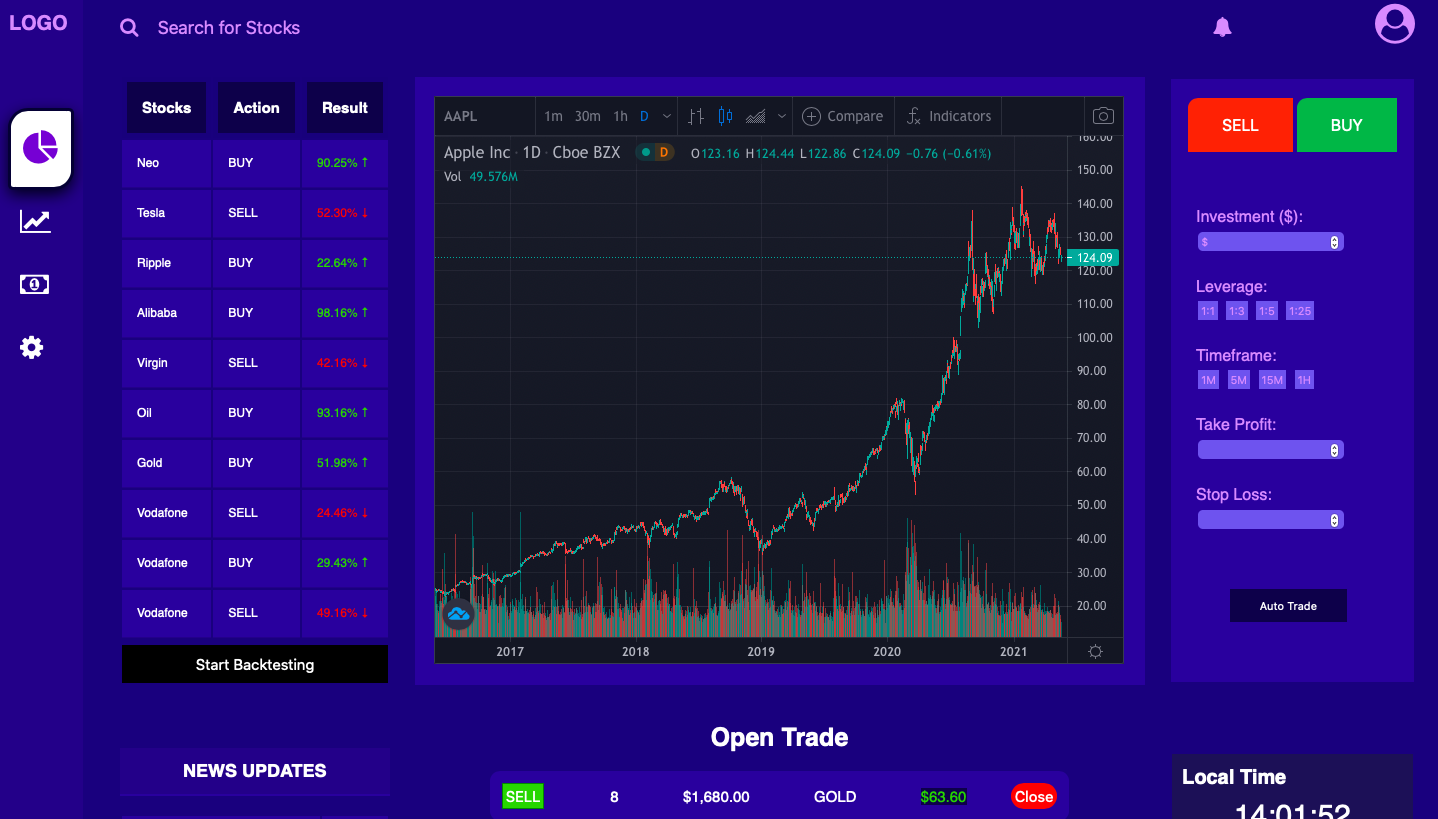 LOGO
Search for Stocks
Stocks Action Result
Neo BUY 90.25% ↑
Tesla SELL 52.30% ↓
Ripple BUY 22.64% ↑
Alibaba BUY 98.16% ↑
Virgin SELL 42.16% ↓
Oil BUY 93.16% ↑
Gold BUY 51.98% ↑
Vodafone SELL 24.46% ↓
Vodafone BUY 29.43% ↑
Vodafone SELL 49.16% ↓
Start Backtesting
NEWS UPDATES
AAPL 1m 30m 1h D Compare Indicators
Apple Inc · 1D · Cboe BZX D O123.16 H124.44 L122.86 C124.09 −0.76 (−0.61%)
Vol 49.576M
160.00
150.00
140.00
130.00
124.09
120.00
110.00
100.00
90.00
80.00
70.00
60.00
50.00
40.00
30.00
20.00
2017 2018 2019 2020 2021
Open Trade
SELL 8 $1,680.00 GOLD $63.60 Close
SELL BUY
Investment ($):
$
Leverage:
1:1 1:3 1:5 1:25
Timeframe:
1M 5M 15M 1H
Take Profit:
Stop Loss:
Auto Trade
Local Time
14:01:52